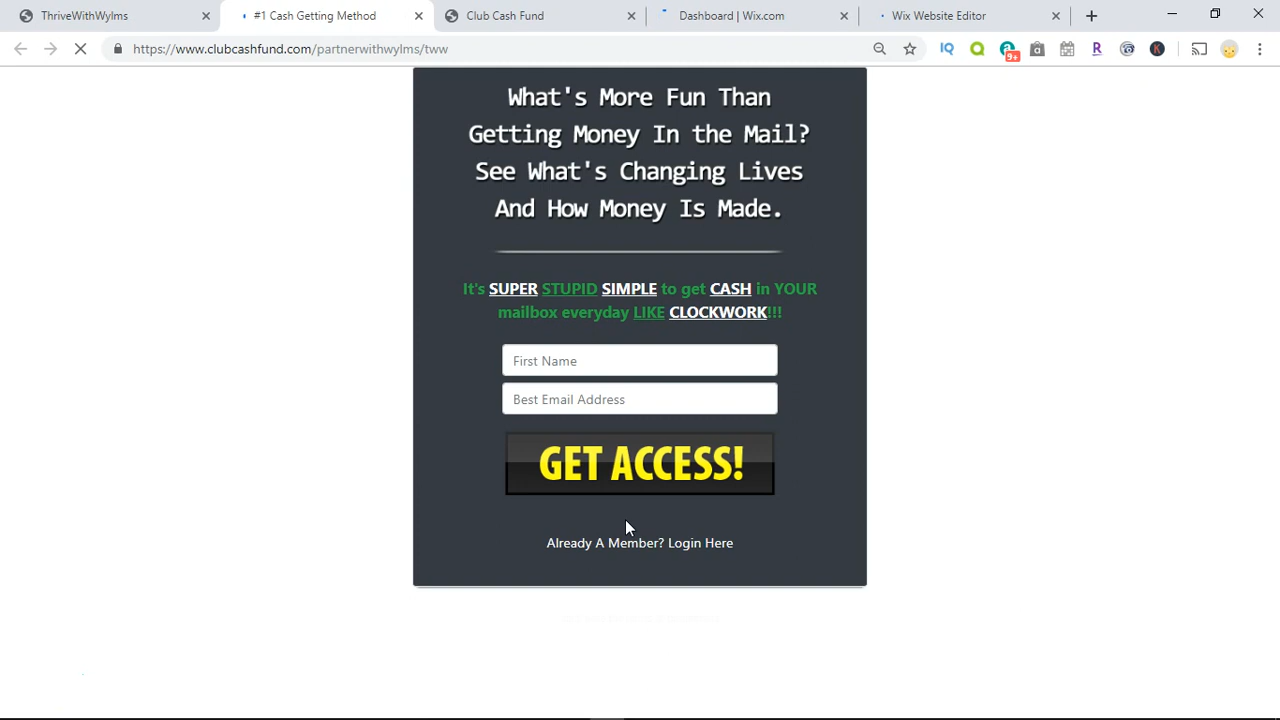 ThriveWithWylms
#1 Cash Getting Method
Club Cash Fund
Dashboard | Wix.com
Wix Website Editor
https://www.clubcashfund.com/partnerwithwylms/tww
IQ
9+
R
K
What's More Fun Than
Getting Money In the Mail?
See What's Changing Lives
And How Money Is Made.
It's SUPER STUPID SIMPLE to get CASH in YOUR
mailbox everyday LIKE CLOCKWORK!!!
First Name
Best Email Address
GET ACCESS!
Already A Member? Login Here